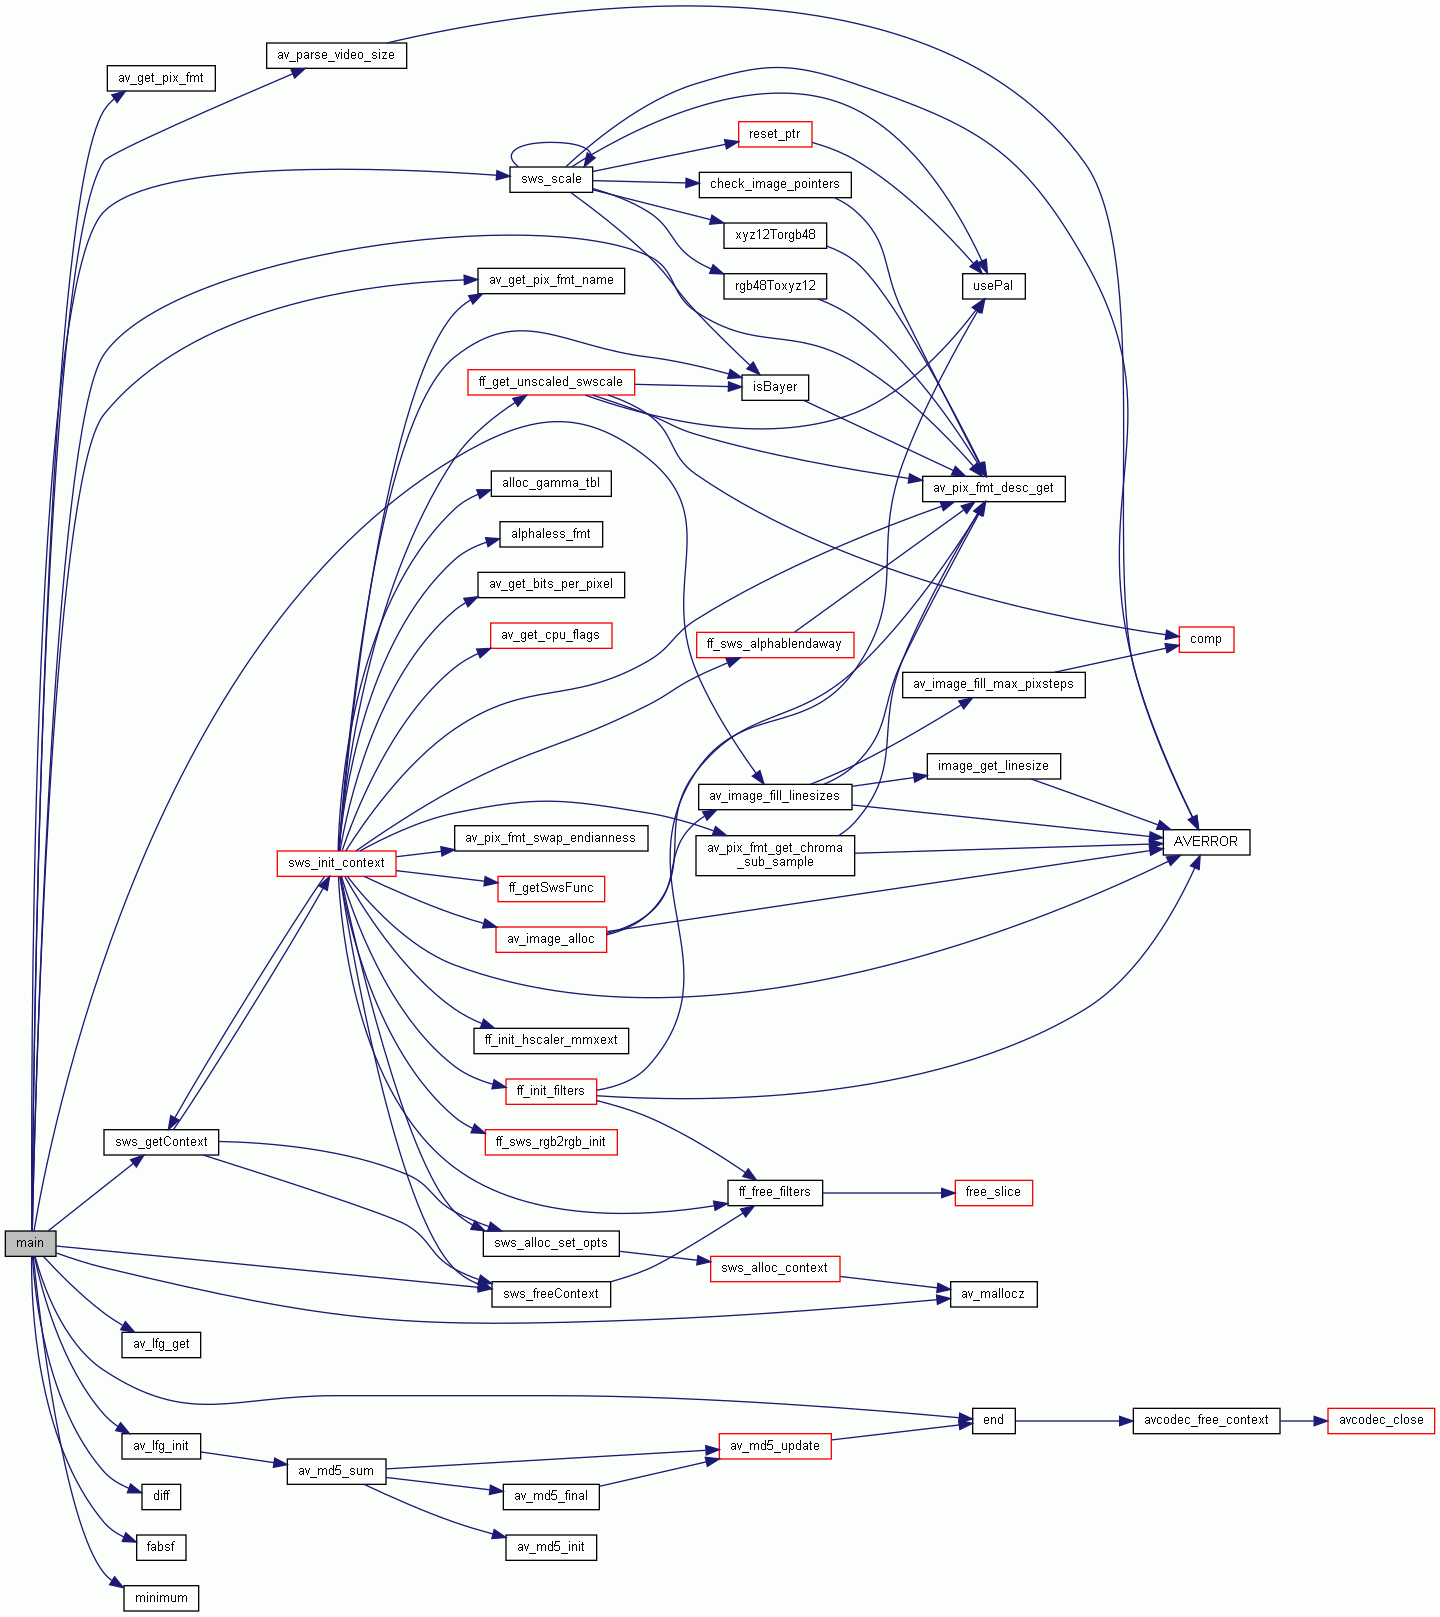 av_parse_video_size
av_get_pix_fmt
reset_ptr
sws_scale
check_image_pointers
xyz12Torgb48
av_get_pix_fmt_name
rgb48Toxyz12
usePal
ff_get_unscaled_swscale
isBayer
alloc_gamma_tbl
av_pix_fmt_desc_get
alphaless_fmt
av_get_bits_per_pixel
av_get_cpu_flags
ff_sws_alphablendaway
comp
av_image_fill_max_pixsteps
image_get_linesize
av_image_fill_linesizes
av_pix_fmt_swap_endianness
AVERROR
av_pix_fmt_get_chroma
_sub_sample
sws_init_context
ff_getSwsFunc
av_image_alloc
ff_init_hscaler_mmxext
ff_init_filters
sws_getContext
ff_sws_rgb2rgb_init
ff_free_filters
free_slice
main
sws_alloc_set_opts
sws_alloc_context
sws_freeContext
av_mallocz
av_lfg_get
end
avcodec_free_context
avcodec_close
av_lfg_init
av_md5_update
av_md5_sum
diff
av_md5_final
fabsf
av_md5_init
minimum